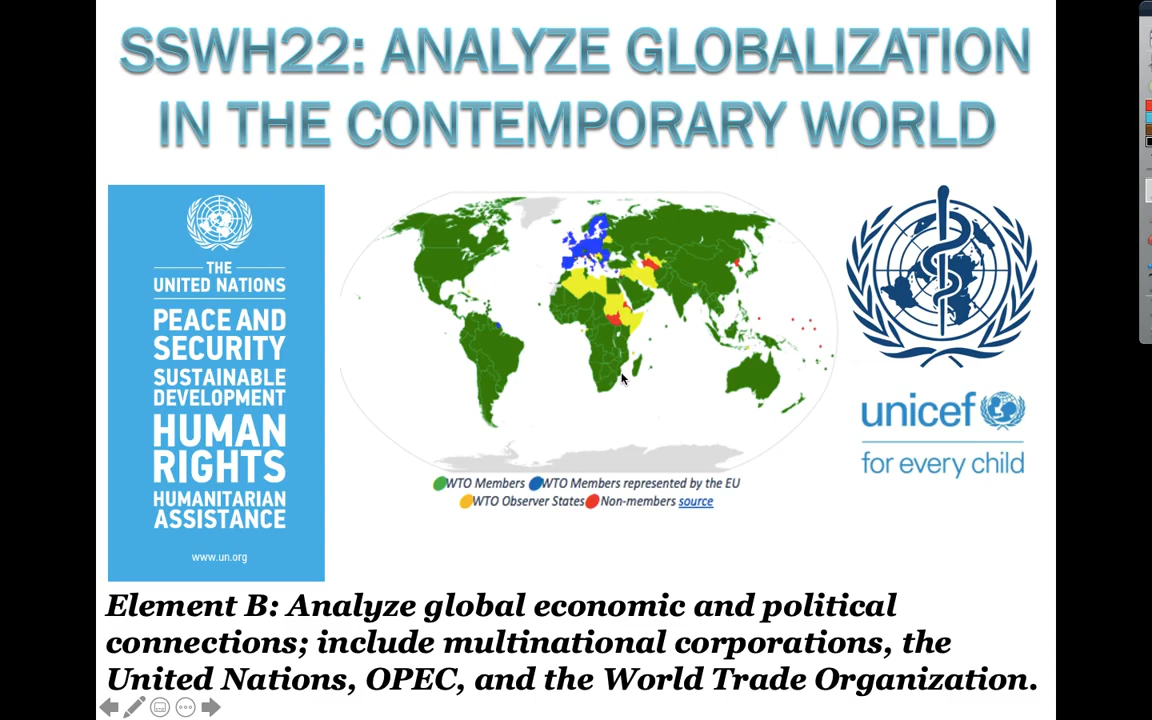 SSWH22: ANALYZE GLOBALIZATION
IN THE CONTEMPORARY WORLD
THE
UNITED NATIONS
PEACE AND
SECURITY
SUSTAINABLE
DEVELOPMENT
HUMAN
RIGHTS
HUMANITARIAN
ASSISTANCE
www.un.org
WTO Members WTO Members represented by the EU
WTO Observer States Non-members source
unicef
for every child
Element B: Analyze global economic and political
connections; include multinational corporations, the
United Nations, OPEC, and the World Trade Organization.